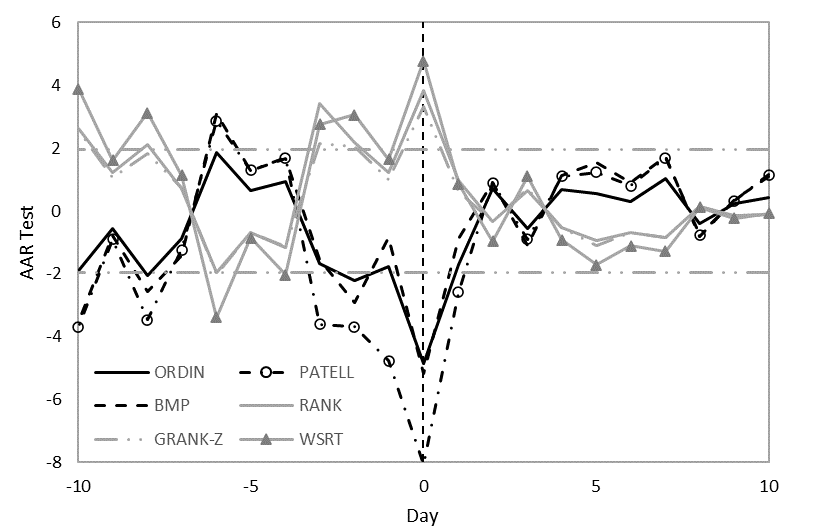 6
4
2
0
-2
-4
-6
-8
AAR Test
ORDIN PATELL
BMP RANK
GRANK-Z WSRT
-10 -5 0 5 10
Day